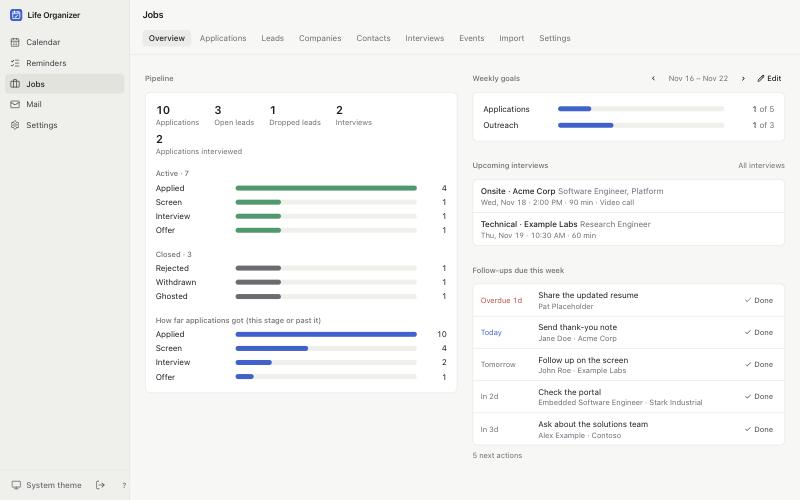 Life Organizer
Calendar
Reminders
Jobs
Mail
Settings
System theme
?
Jobs
Overview Applications Leads Companies Contacts Interviews Events Import Settings
Pipeline
10 3 1 2
Applications Open leads Dropped leads Interviews
2
Applications interviewed
Active · 7
Applied 4
Screen 1
Interview 1
Offer 1
Closed · 3
Rejected 1
Withdrawn 1
Ghosted 1
How far applications got (this stage or past it)
Applied 10
Screen 4
Interview 2
Offer 1
Weekly goals Nov 16 – Nov 22 Edit
Applications 1 of 5
Outreach 1 of 3
Upcoming interviews All interviews
Onsite · Acme Corp Software Engineer, Platform
Wed, Nov 18 · 2:00 PM · 90 min · Video call
Technical · Example Labs Research Engineer
Thu, Nov 19 · 10:30 AM · 60 min
Follow-ups due this week
Overdue 1d Share the updated resume Done
Pat Placeholder
Today Send thank-you note Done
Jane Doe · Acme Corp
Tomorrow Follow up on the screen Done
John Roe · Example Labs
In 2d Check the portal Done
Embedded Software Engineer · Stark Industrial
In 3d Ask about the solutions team Done
Alex Example · Contoso
5 next actions